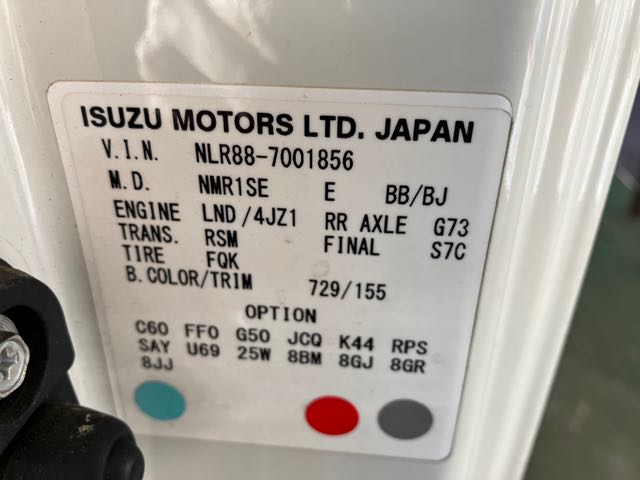 ISUZU MOTORS LTD. JAPAN
V.I.N. NLR88-7001856
M.D. NMR1SE E BB/BJ
ENGINE LND/4JZ1 RR AXLE G73
TRANS. RSM FINAL S7C
TIRE FQK
B.COLOR/TRIM 729/155
OPTION
C60 FF0 G50 JCQ K44 RPS
SAY U69 25W 8BM 8GJ 8GR
8JJ